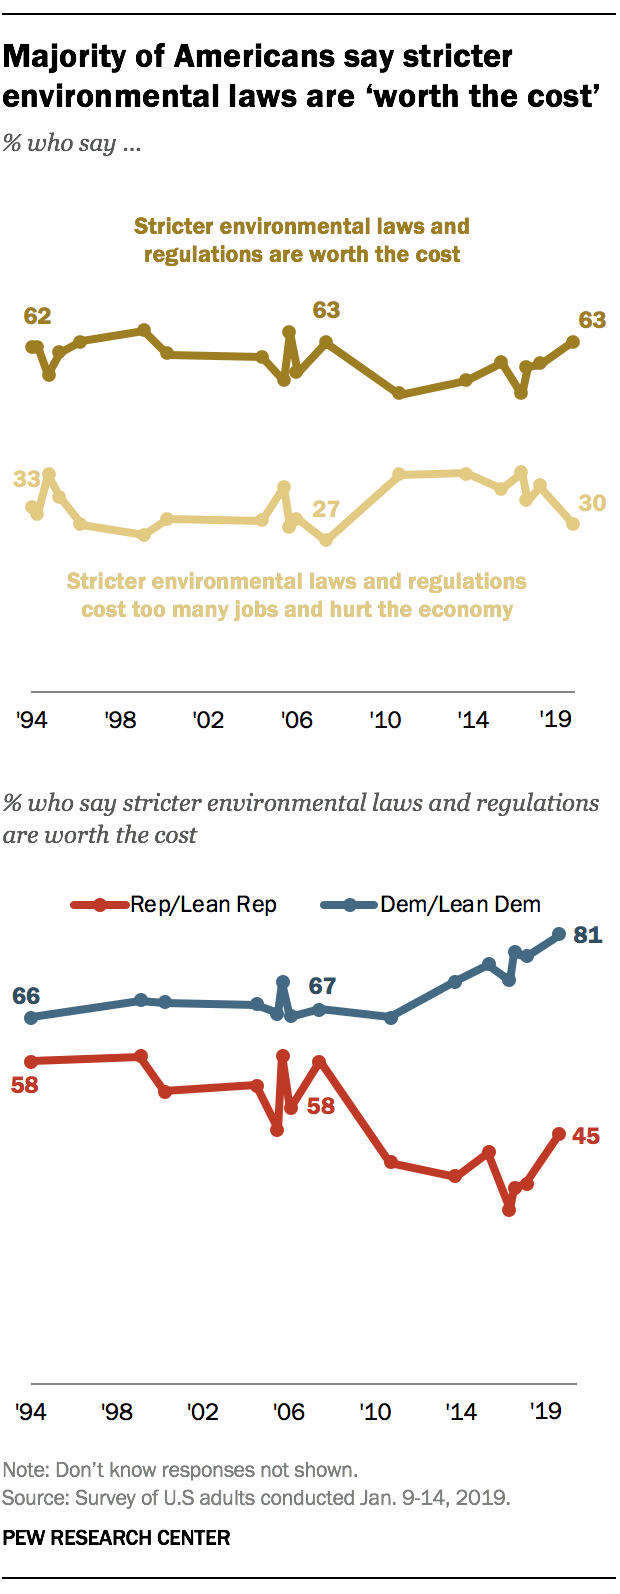 Majority of Americans say stricter
environmental laws are ‘worth the cost’
% who say ...
Stricter environmental laws and
regulations are worth the cost
62
63
63
33
27
30
Stricter environmental laws and regulations
cost too many jobs and hurt the economy
'94 '98 '02 '06 '10 '14 '19
% who say stricter environmental laws and regulations
are worth the cost
Rep/Lean Rep Dem/Lean Dem
81
66
67
58
58
45
'94 '98 '02 '06 '10 '14 '19
Note: Don’t know responses not shown.
Source: Survey of U.S adults conducted Jan. 9-14, 2019.
PEW RESEARCH CENTER